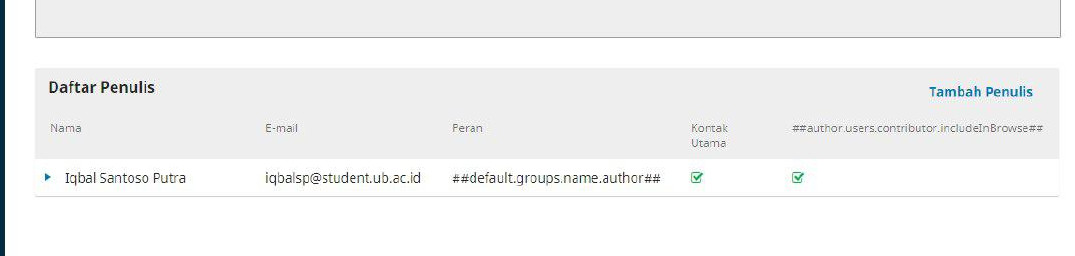 Daftar Penulis
Tambah Penulis
Nama E-mail Peran Kontak Utama ##author.users.contributor.includeInBrowse##
Iqbal Santoso Putra iqbalsp@student.ub.ac.id ##default.groups.name.author##